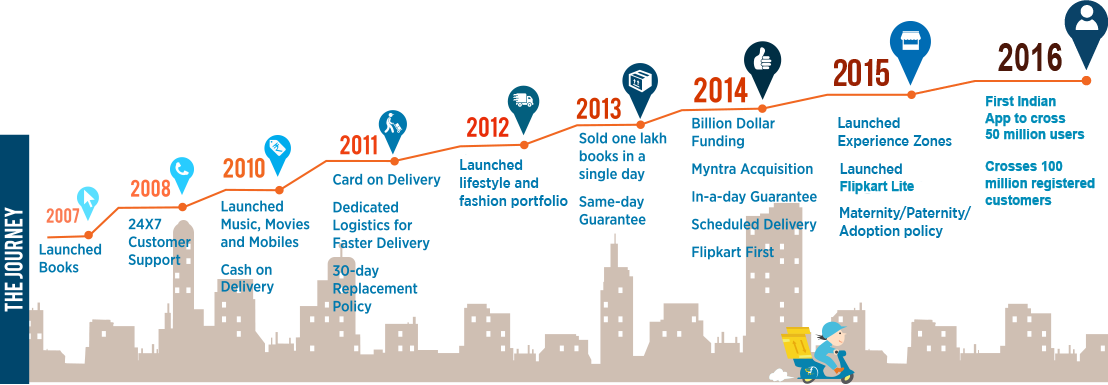 THE JOURNEY
2007
Launched
Books
2008
24X7
Customer
Support
2010
Launched
Music, Movies
and Mobiles
Cash on
Delivery
2011
Card on Delivery
Dedicated
Logistics for
Faster Delivery
30-day
Replacement
Policy
2012
Launched
lifestyle and
fashion portfolio
2013
Sold one lakh
books in a
single day
Same-day
Guarantee
2014
Billion Dollar
Funding
Myntra Acquisition
In-a-day Guarantee
Scheduled Delivery
Flipkart First
2015
Launched
Experience Zones
Launched
Flipkart Lite
Maternity/Paternity/
Adoption policy
2016
First Indian
App to cross
50 million users
Crosses 100
million registered
customers